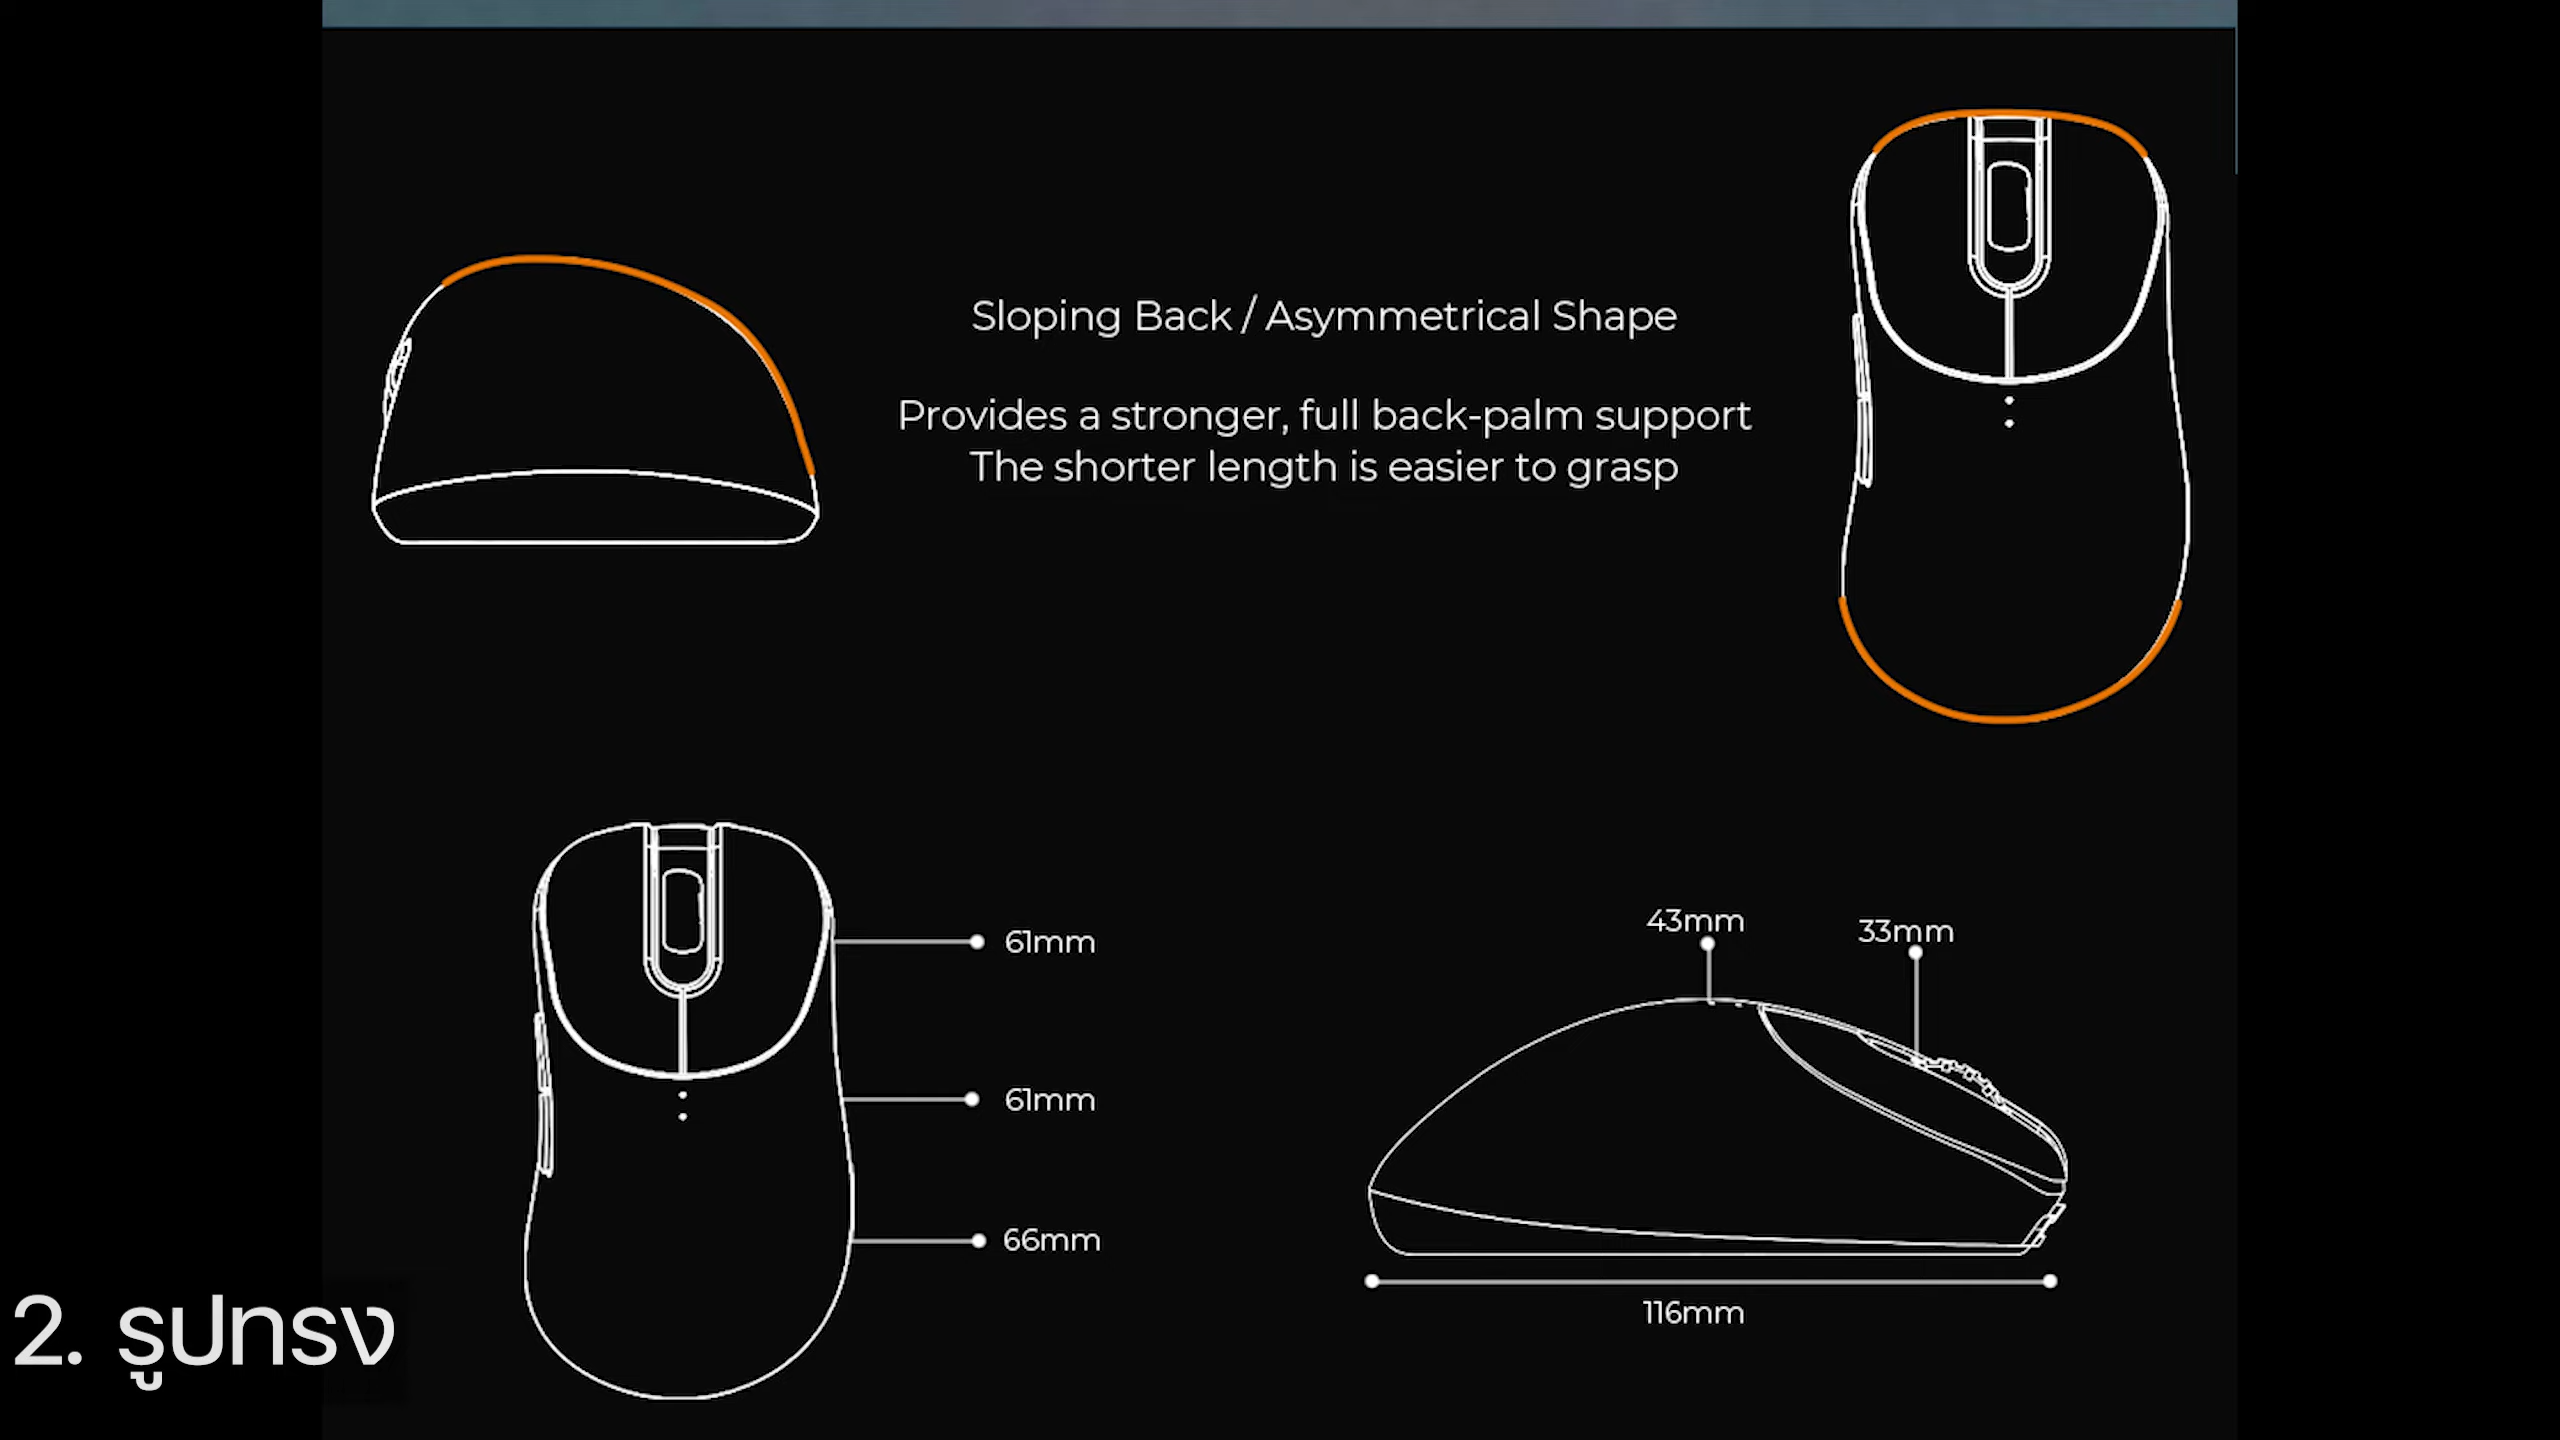 Sloping Back / Asymmetrical Shape
Provides a stronger, full back-palm support
The shorter length is easier to grasp
61mm
61mm
66mm
43mm
33mm
116mm
2. รูปทรง